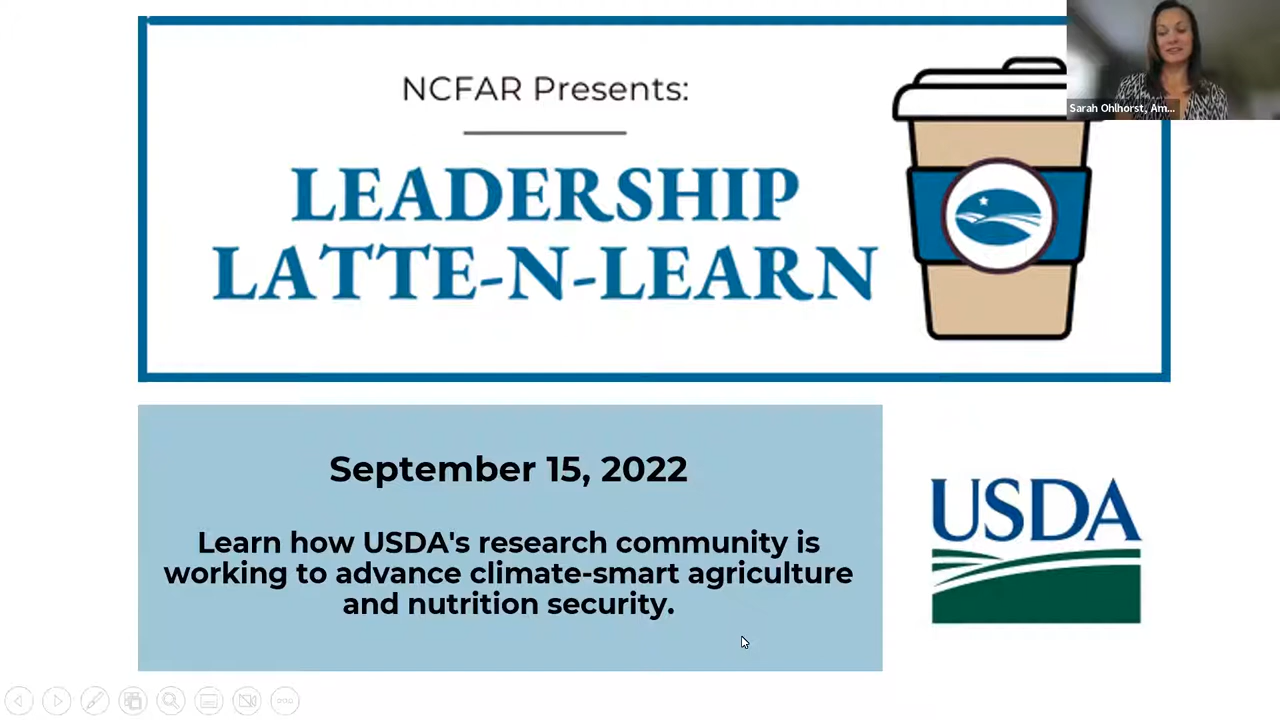 NCFAR Presents:
LEADERSHIP
LATTE-N-LEARN
Sarah Ohlhorst, Am...
September 15, 2022
Learn how USDA's research community is
working to advance climate-smart agriculture
and nutrition security.
USDA